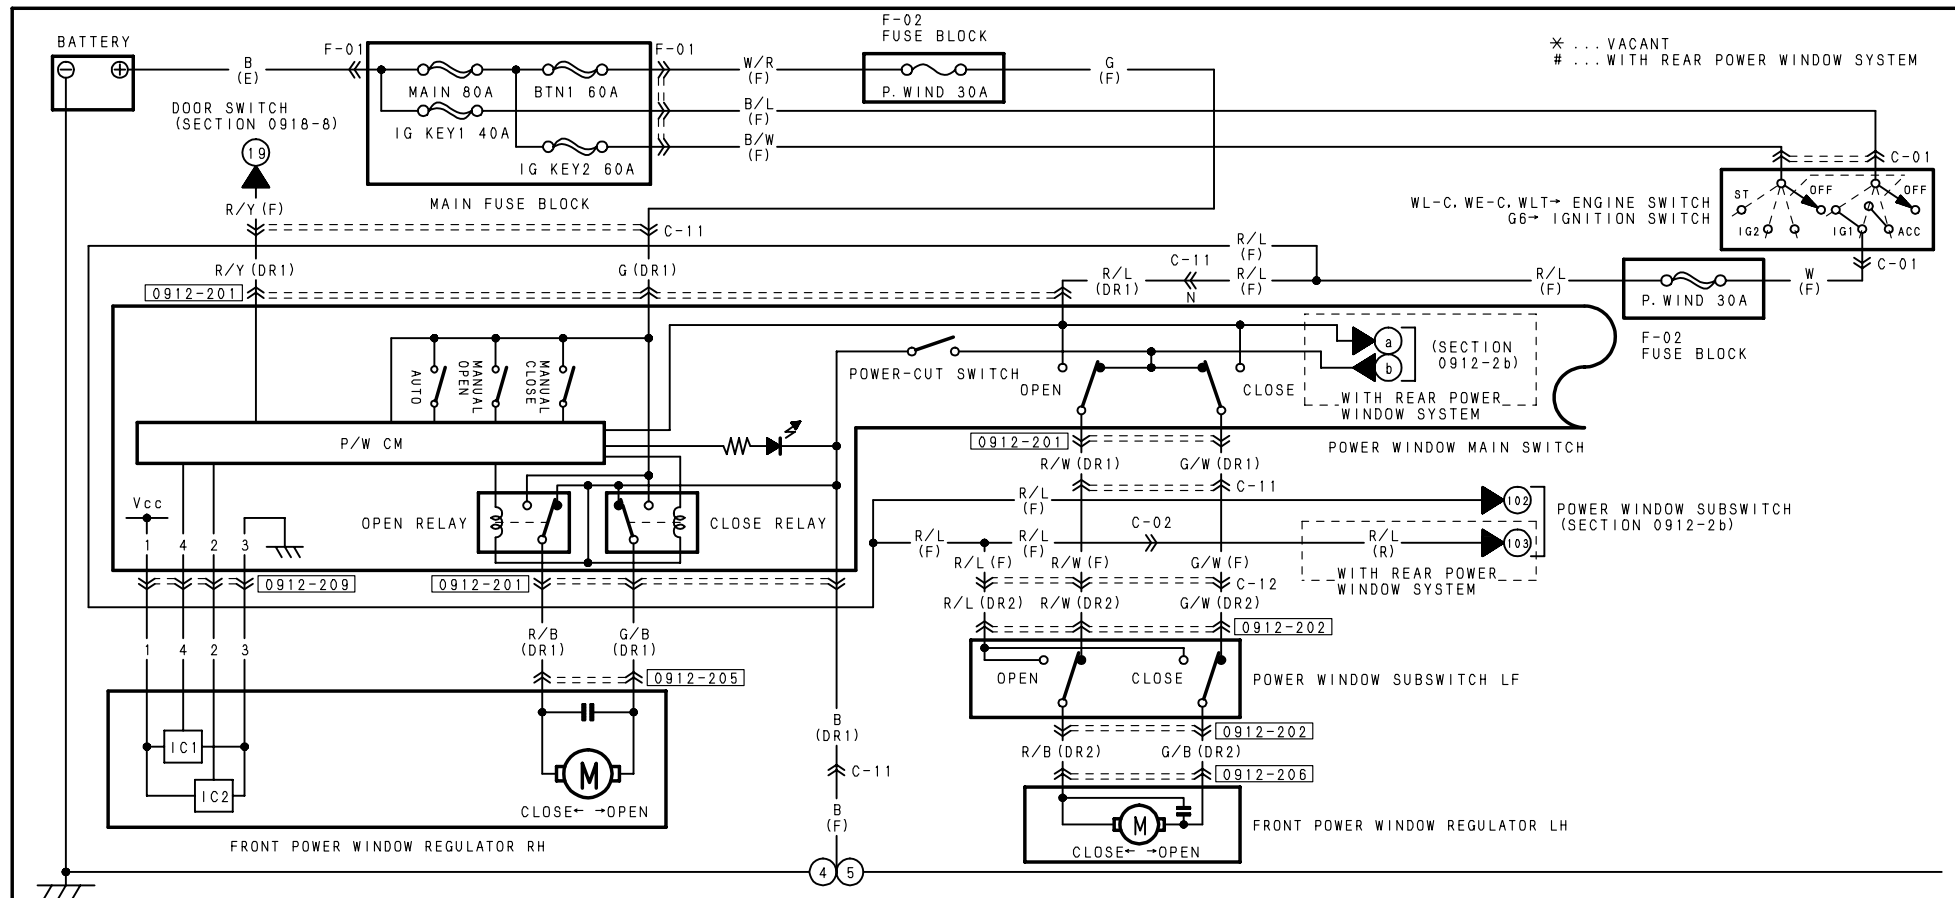 F-02
FUSE BLOCK
BATTERY
F-01
F-01
✳ ... VACANT
# ... WITH REAR POWER WINDOW SYSTEM
B
(E)
W/R
(F)
G
(F)
MAIN 80A
BTN1 60A
P. WIND 30A
DOOR SWITCH
(SECTION 0918-8)
B/L
(F)
IG KEY1 40A
19
B/W
(F)
IG KEY2 60A
C-01
MAIN FUSE BLOCK
R/Y (F)
WL-C, WE-C, WLT→ ENGINE SWITCH
G6→ IGNITION SWITCH
ST
OFF
OFF
IG2
IG1
ACC
C-11
R/L
(F)
C-11
C-01
R/Y (DR1)
G (DR1)
R/L
(DR1)
R/L
(F)
N
R/L
(F)
W
(F)
0912-201
P. WIND 30A
F-02
FUSE BLOCK
AUTO
MANUAL
OPEN
MANUAL
CLOSE
POWER-CUT SWITCH
OPEN
CLOSE
a
b
(SECTION
0912-2b)
WITH REAR POWER
WINDOW SYSTEM
P/W CM
0912-201
POWER WINDOW MAIN SWITCH
R/W (DR1)
G/W (DR1)
C-11
Vcc
R/L
(F)
102
POWER WINDOW SUBSWITCH
(SECTION 0912-2b)
OPEN RELAY
CLOSE RELAY
C-02
1
4
2
3
R/L
(F)
R/L
(F)
R/L
(R)
103
R/L (F)
R/W (F)
G/W (F)
WITH REAR POWER
WINDOW SYSTEM
0912-209
0912-201
C-12
R/L (DR2)
R/W (DR2)
G/W (DR2)
0912-202
R/B
(DR1)
G/B
(DR1)
1
4
2
3
0912-205
OPEN
CLOSE
POWER WINDOW SUBSWITCH LF
B
(DR1)
0912-202
IC1
R/B (DR2)
G/B (DR2)
M
C-11
0912-206
IC2
CLOSE← →OPEN
B
(F)
M
FRONT POWER WINDOW REGULATOR LH
FRONT POWER WINDOW REGULATOR RH
CLOSE← →OPEN
4
5